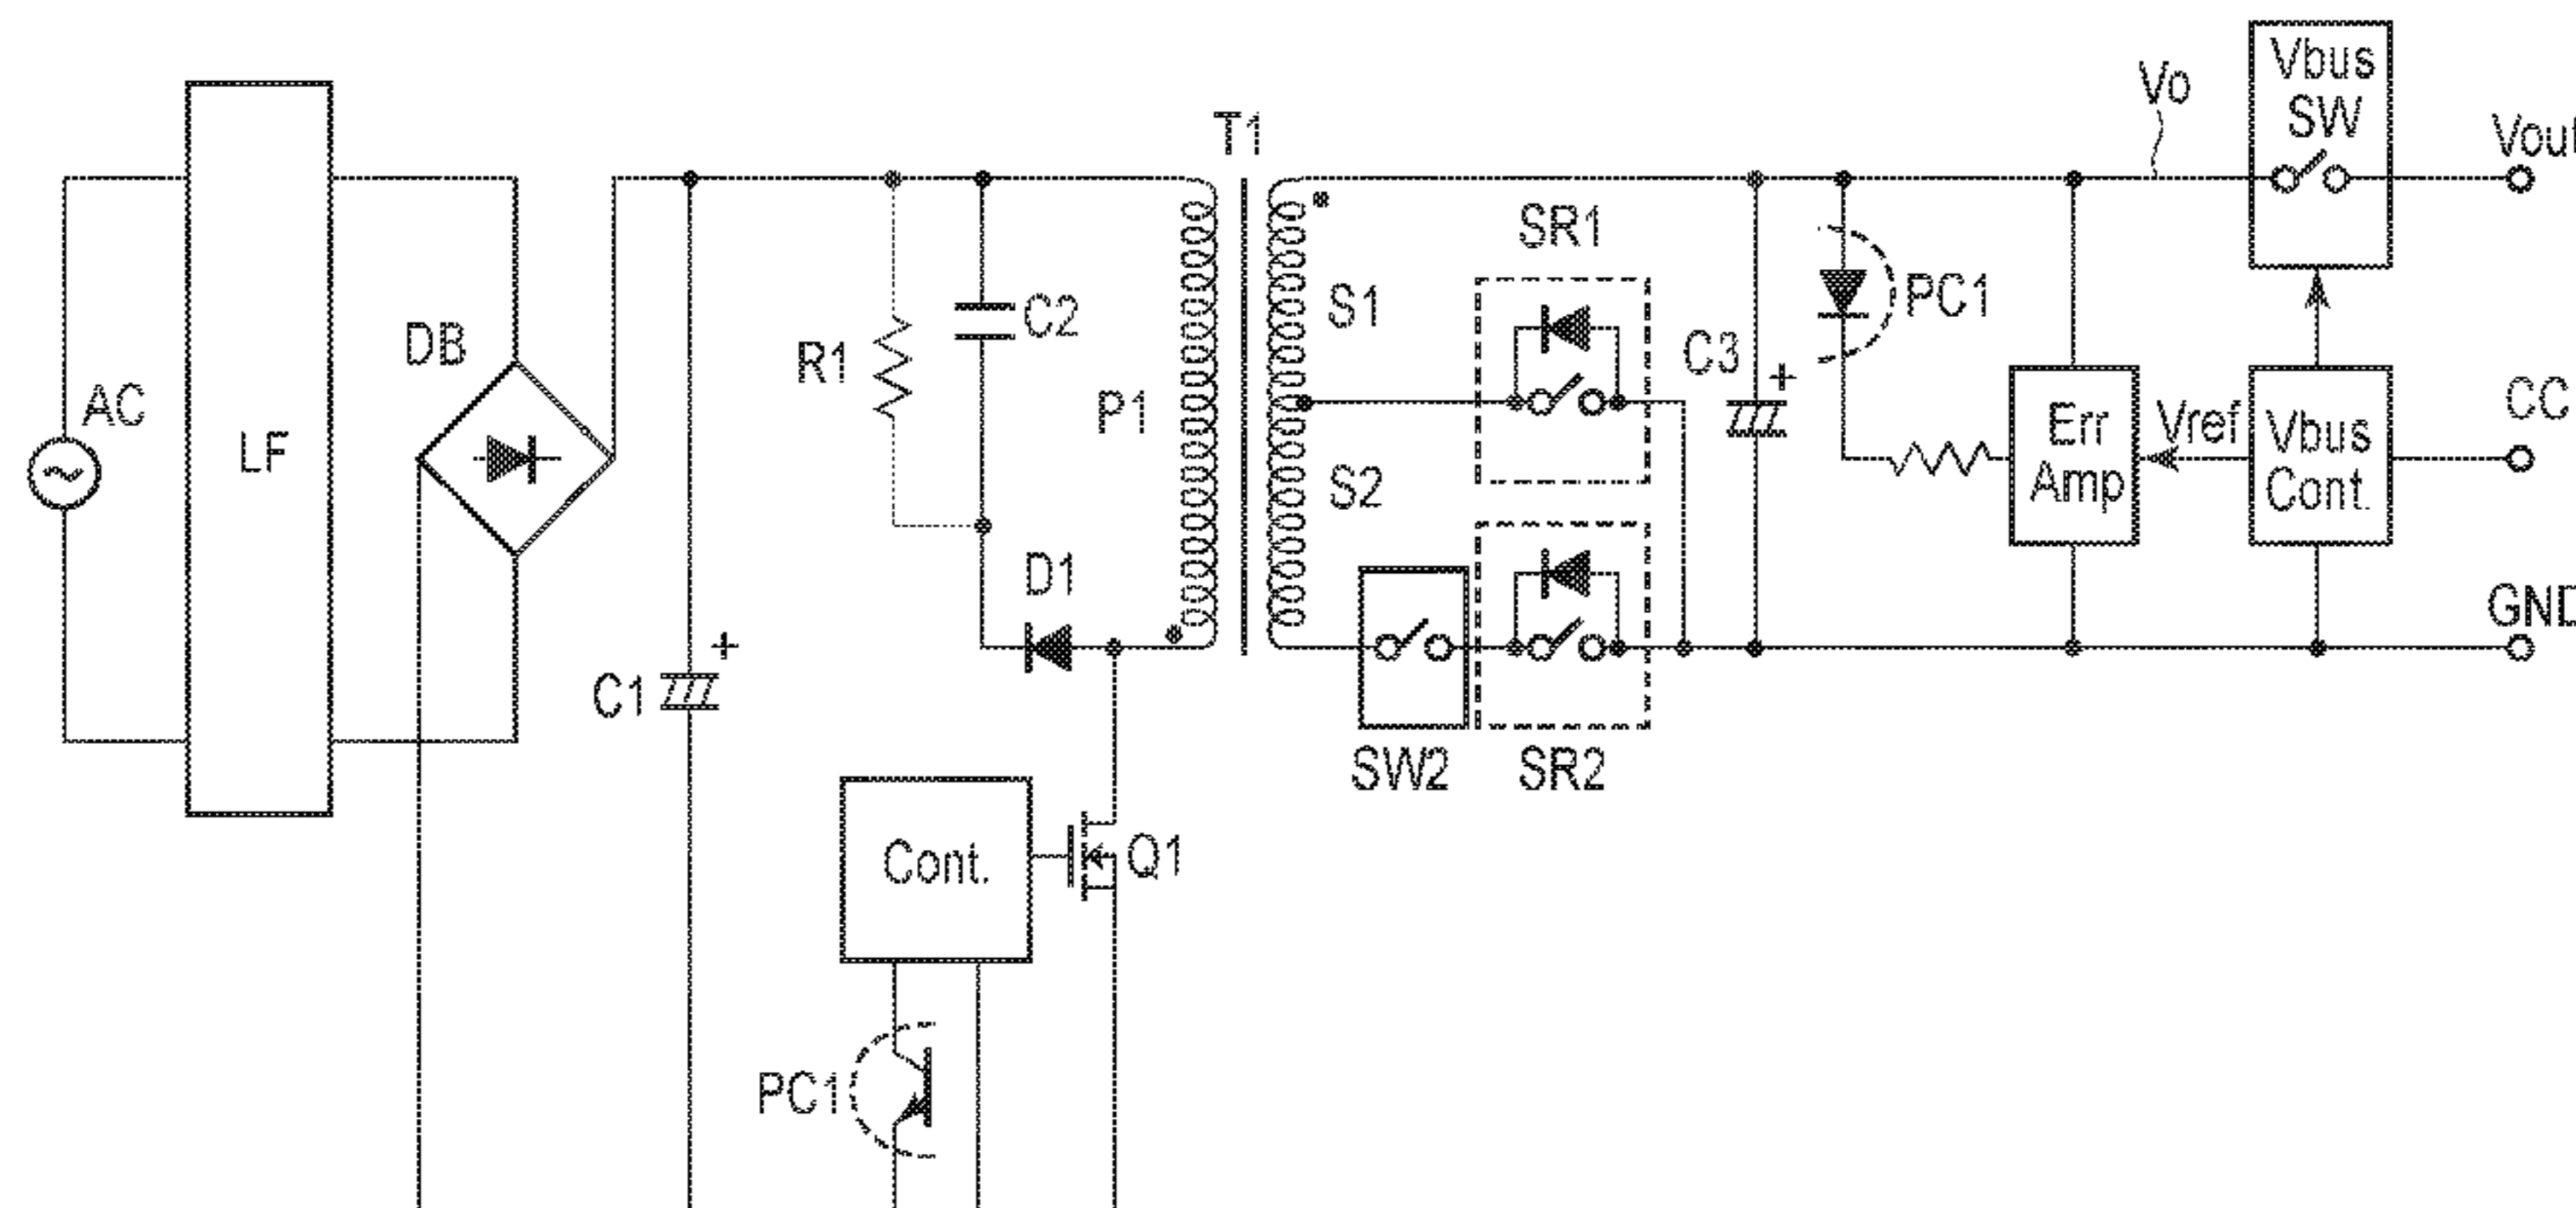 Vbus
SW
Vo
T1
Vout
SR1
DB
C2
S1
PC1
C3
+
AC
R1
P1
LF
Err
Amp
Vref
Vbus
Cont.
CC
S2
D1
GND
C1
+
SW2
SR2
Cont.
Q1
PC1